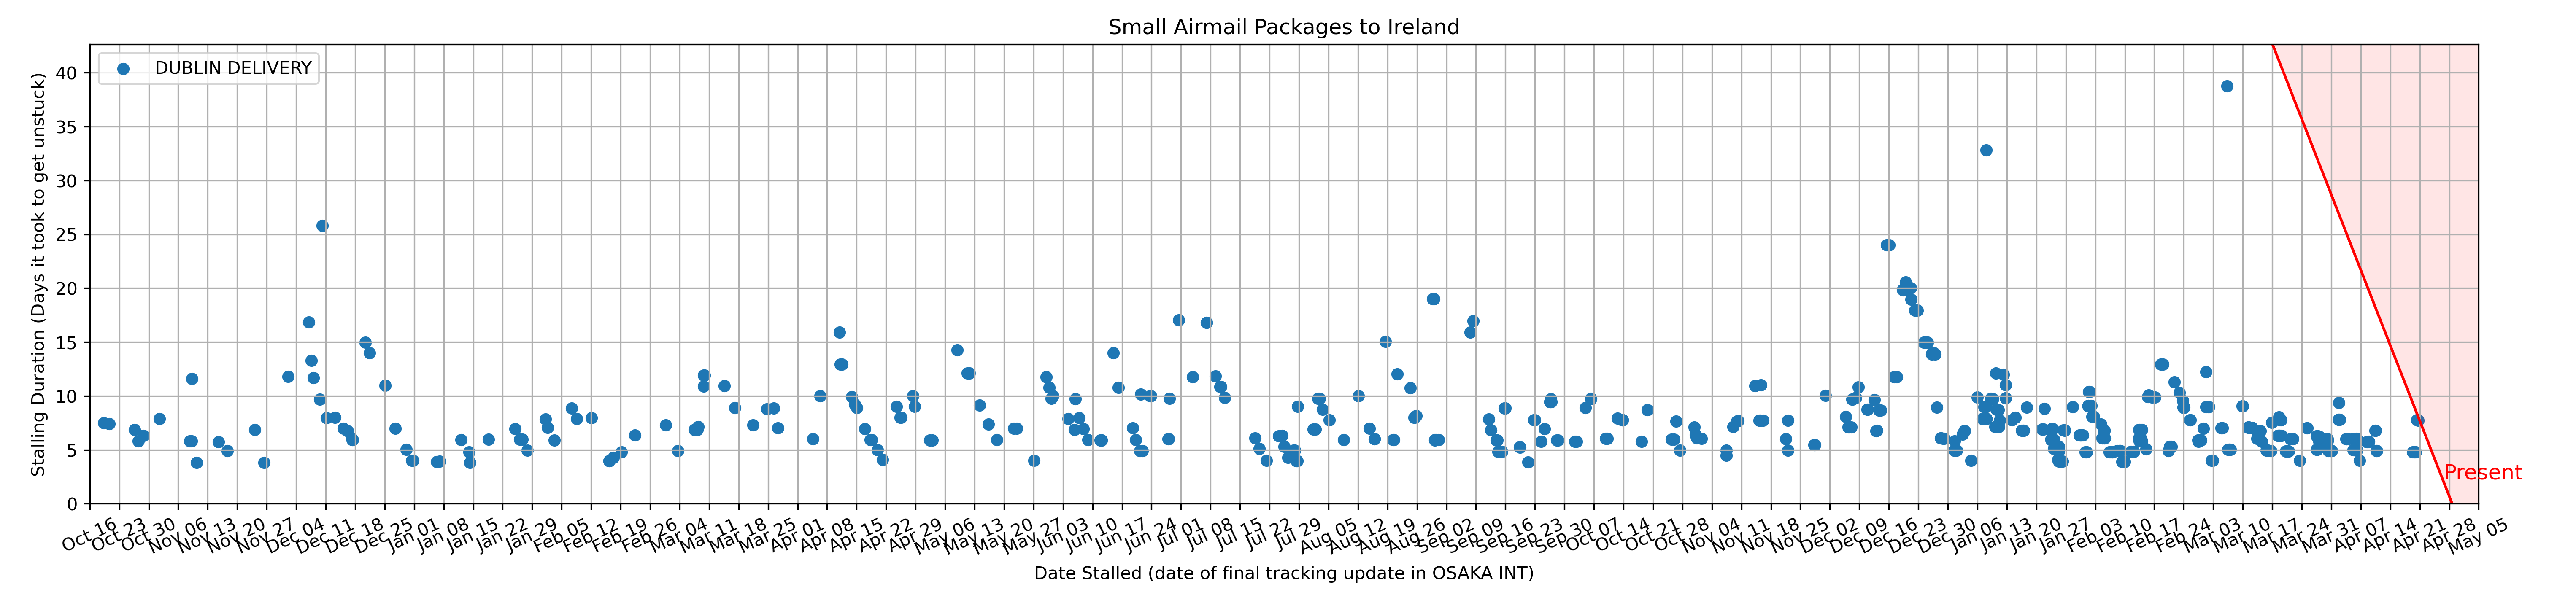 Small Airmail Packages to Ireland
DUBLIN DELIVERY
Stalling Duration (Days it took to get unstuck)
40
35
30
25
20
15
10
5
0
Present
Oct 16
Oct 23
Oct 30
Nov 06
Nov 13
Nov 20
Nov 27
Dec 04
Dec 11
Dec 18
Dec 25
Jan 01
Jan 08
Jan 15
Jan 22
Jan 29
Feb 05
Feb 12
Feb 19
Feb 26
Mar 04
Mar 11
Mar 18
Mar 25
Apr 01
Apr 08
Apr 15
Apr 22
Apr 29
May 06
May 13
May 20
May 27
Jun 03
Jun 10
Jun 17
Jun 24
Jul 01
Jul 08
Jul 15
Jul 22
Jul 29
Aug 05
Aug 12
Aug 19
Aug 26
Sep 02
Sep 09
Sep 16
Sep 23
Sep 30
Oct 07
Oct 14
Oct 21
Oct 28
Nov 04
Nov 11
Nov 18
Nov 25
Dec 02
Dec 09
Dec 16
Dec 23
Dec 30
Jan 06
Jan 13
Jan 20
Jan 27
Feb 03
Feb 10
Feb 17
Feb 24
Mar 03
Mar 10
Mar 17
Mar 24
Mar 31
Apr 07
Apr 14
Apr 21
Apr 28
May 05
Date Stalled (date of final tracking update in OSAKA INT)